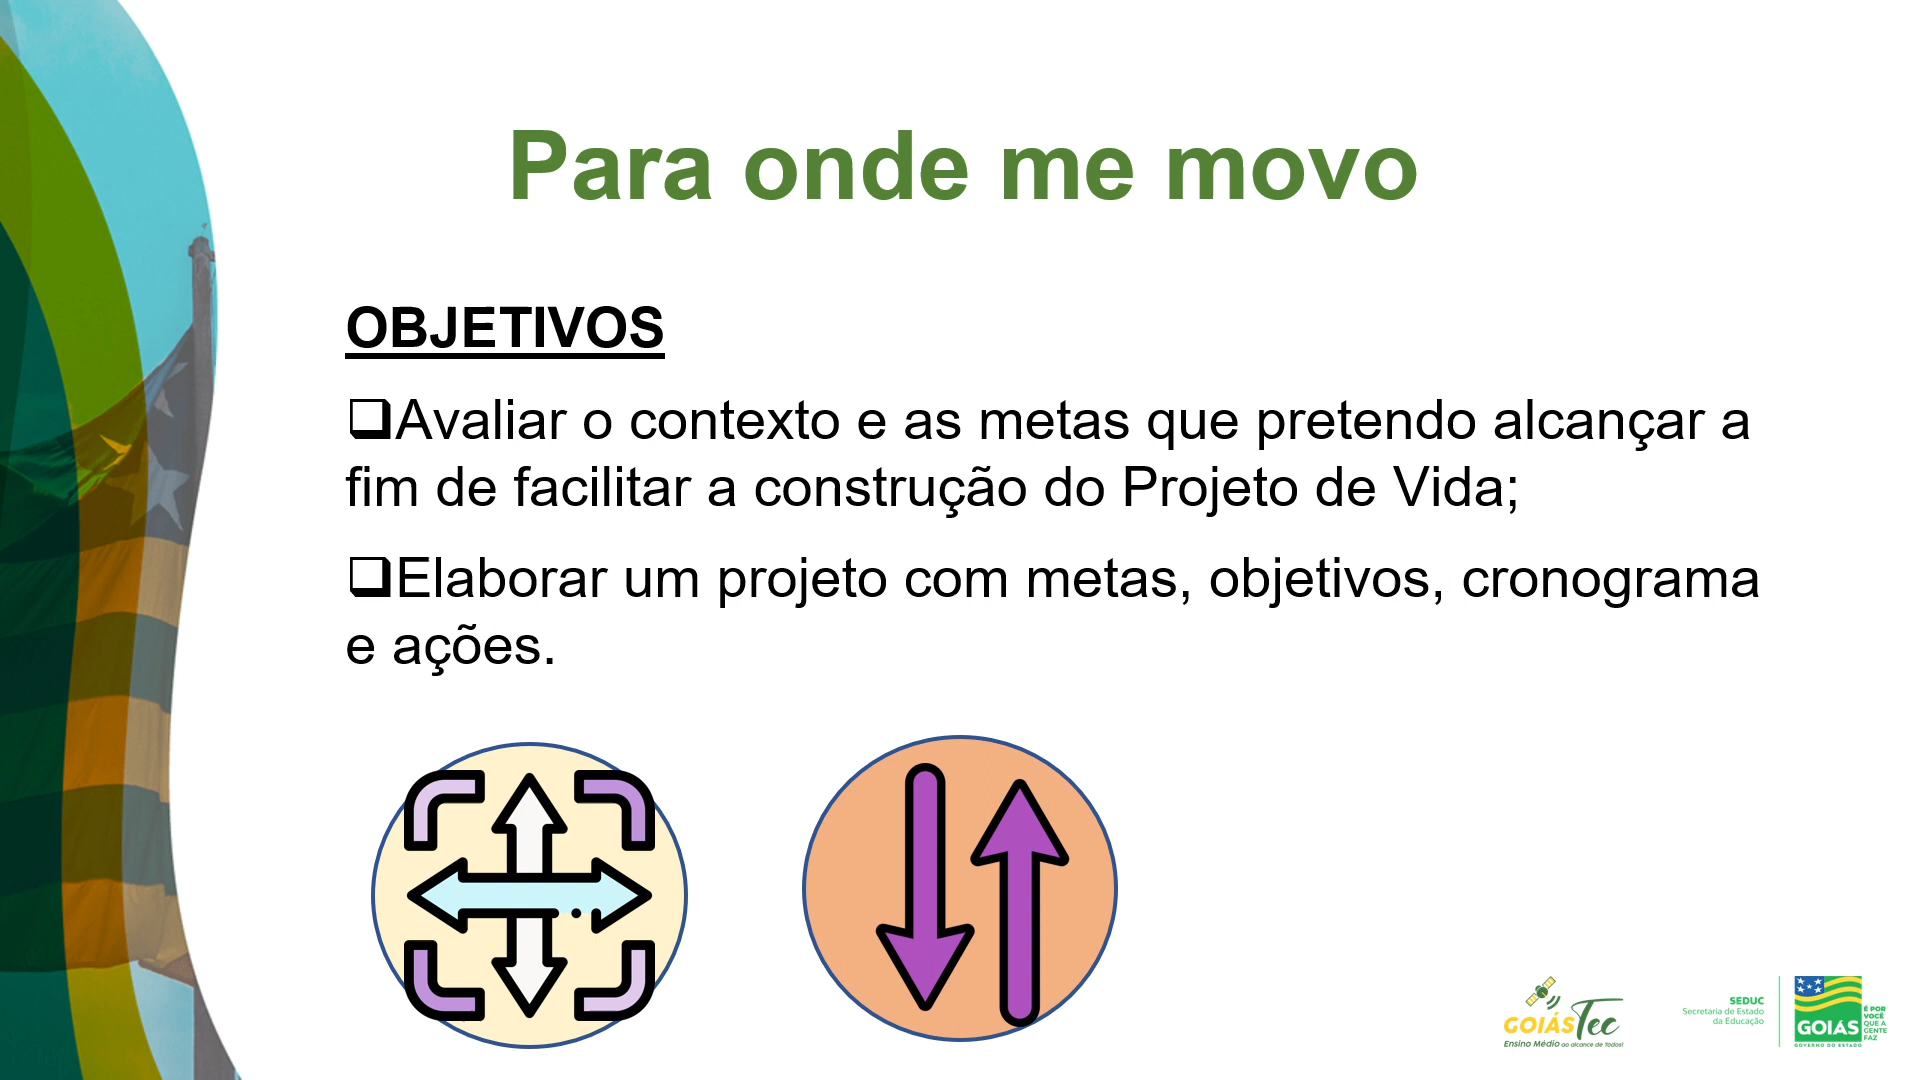 Para onde me movo
OBJETIVOS
❑Avaliar o contexto e as metas que pretendo alcançar a
fim de facilitar a construção do Projeto de Vida;
❑Elaborar um projeto com metas, objetivos, cronograma
e ações.
GOIÁSTec
Ensino Médio ao alcance de Todos!
SEDUC
Secretaria de Estado
da Educação
GOIÁS
GOVERNO DO ESTADO
É POR
VOCÊ
QUE A
GENTE
FAZ